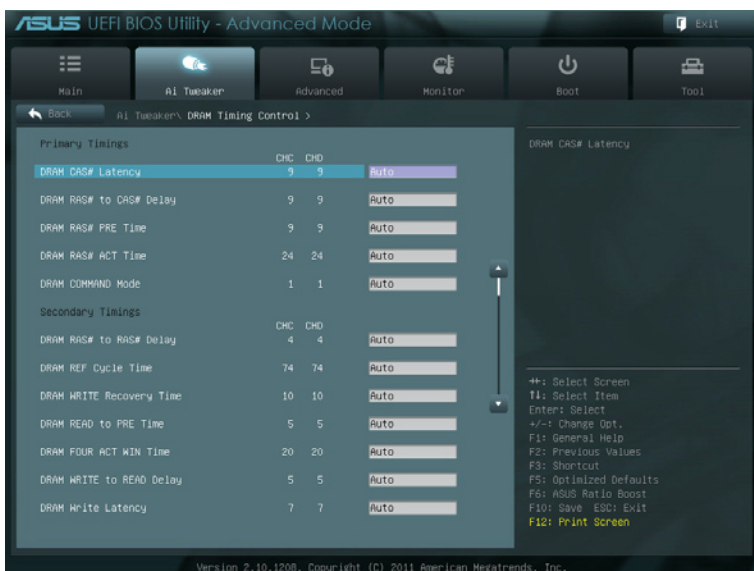 ASUS UEFI BIOS Utility - Advanced Mode
Exit
Main
Ai Tweaker
Advanced
Monitor
Boot
Tool
Back
Ai Tweaker\ DRAM Timing Control >
Primary Timings
CHC CHD
DRAM CAS# Latency 9 9 Auto
DRAM RAS# to CAS# Delay 9 9 Auto
DRAM RAS# PRE Time 9 9 Auto
DRAM RAS# ACT Time 24 24 Auto
DRAM COMMAND Mode 1 1 Auto
Secondary Timings
CHC CHD
DRAM RAS# to RAS# Delay 4 4 Auto
DRAM REF Cycle Time 74 74 Auto
DRAM WRITE Recovery Time 10 10 Auto
DRAM READ to PRE Time 5 5 Auto
DRAM FOUR ACT WIN Time 20 20 Auto
DRAM WRITE to READ Delay 5 5 Auto
DRAM Write Latency 7 7 Auto
DRAM CAS# Latency
→←: Select Screen
↑↓: Select Item
Enter: Select
+/-: Change Opt.
F1: General Help
F2: Previous Values
F3: Shortcut
F5: Optimized Defaults
F6: ASUS Ratio Boost
F10: Save ESC: Exit
F12: Print Screen
Version 2.10.1208. Copyright (C) 2011 American Megatrends, Inc.